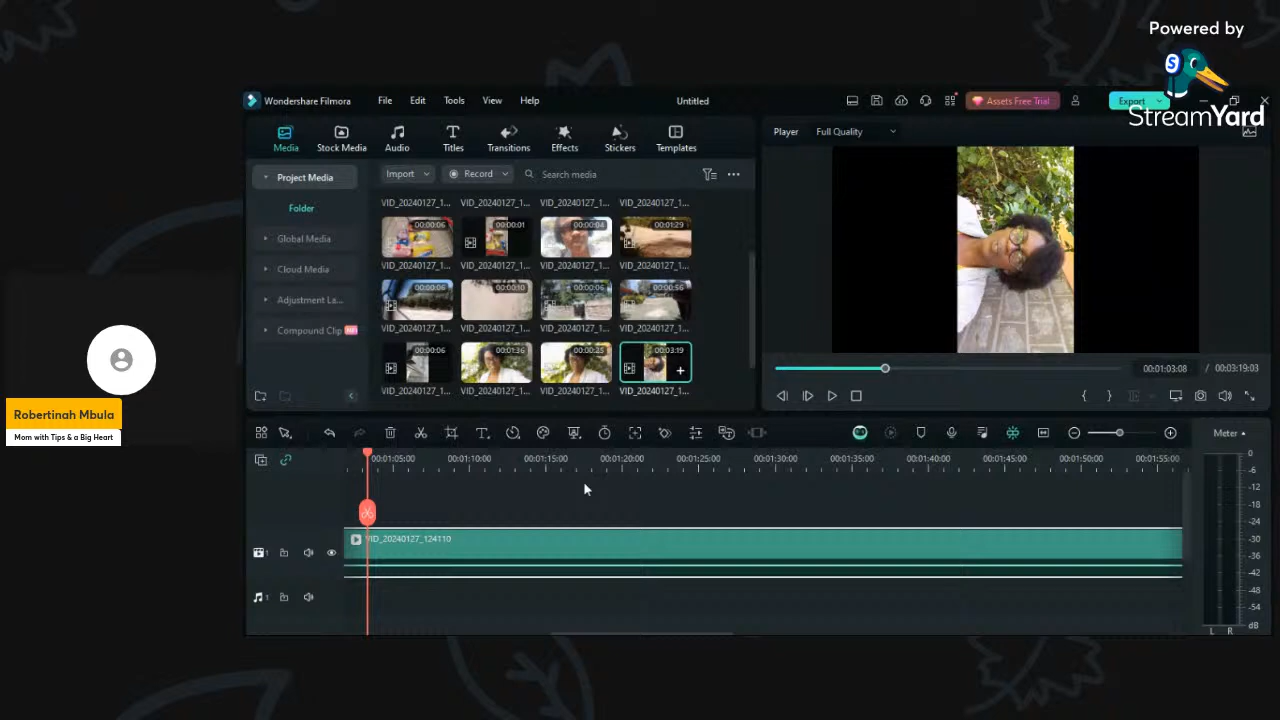 Powered by
StreamYard
Wondershare Filmora
File
Edit
Tools
View
Help
Untitled
Assets Free Trial
Export
Media
Stock Media
Audio
Titles
Transitions
Effects
Stickers
Templates
Player
Full Quality
Project Media
Import
Record
Search media
Folder
VID_20240127_1...
VID_20240127_1...
VID_20240127_1...
VID_20240127_1...
00:00:06
00:00:01
00:00:04
00:01:29
Global Media
VID_20240127_1...
VID_20240127_1...
VID_20240127_1...
VID_20240127_1...
Cloud Media
00:00:06
00:00:10
00:00:06
00:00:56
Adjustment La...
Compound Clip
VID_20240127_1...
VID_20240127_1...
VID_20240127_1...
VID_20240127_1...
00:00:06
00:01:36
00:00:25
00:03:19
VID_20240127_1...
VID_20240127_1...
VID_20240127_1...
VID_20240127_1...
00:01:03:08 / 00:03:19:03
Robertinah Mbula
Mom with Tips & a Big Heart
Meter
00:01:05:00
00:01:10:00
00:01:15:00
00:01:20:00
00:01:25:00
00:01:30:00
00:01:35:00
00:01:40:00
00:01:45:00
00:01:50:00
00:01:55:00
VID_20240127_124110
1
1
0
-6
-12
-18
-24
-30
-36
-42
-48
-54
dB
L R